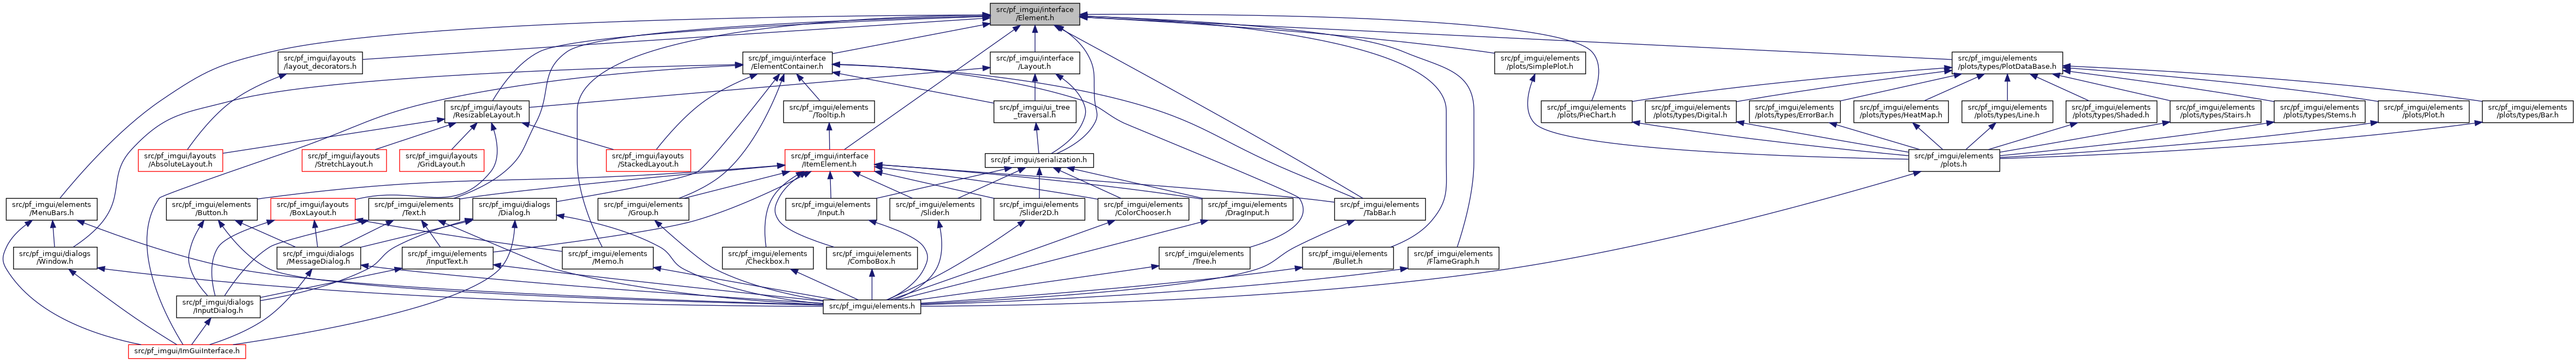 src/pf_imgui/interface
/Element.h
src/pf_imgui/layouts
/layout_decorators.h
src/pf_imgui/interface
/ElementContainer.h
src/pf_imgui/interface
/Layout.h
src/pf_imgui/elements
/plots/SimplePlot.h
src/pf_imgui/elements
/plots/types/PlotDataBase.h
src/pf_imgui/layouts
/ResizableLayout.h
src/pf_imgui/elements
/Tooltip.h
src/pf_imgui/ui_tree
_traversal.h
src/pf_imgui/elements
/plots/PieChart.h
src/pf_imgui/elements
/plots/types/Digital.h
src/pf_imgui/elements
/plots/types/ErrorBar.h
src/pf_imgui/elements
/plots/types/HeatMap.h
src/pf_imgui/elements
/plots/types/Line.h
src/pf_imgui/elements
/plots/types/Shaded.h
src/pf_imgui/elements
/plots/types/Stairs.h
src/pf_imgui/elements
/plots/types/Stems.h
src/pf_imgui/elements
/plots/Plot.h
src/pf_imgui/elements
/plots/types/Bar.h
src/pf_imgui/layouts
/AbsoluteLayout.h
src/pf_imgui/layouts
/StretchLayout.h
src/pf_imgui/layouts
/GridLayout.h
src/pf_imgui/layouts
/StackedLayout.h
src/pf_imgui/interface
/ItemElement.h
src/pf_imgui/serialization.h
src/pf_imgui/elements
/plots.h
src/pf_imgui/elements
/MenuBars.h
src/pf_imgui/elements
/Button.h
src/pf_imgui/layouts
/BoxLayout.h
src/pf_imgui/elements
/Text.h
src/pf_imgui/dialogs
/Dialog.h
src/pf_imgui/elements
/Group.h
src/pf_imgui/elements
/Input.h
src/pf_imgui/elements
/Slider.h
src/pf_imgui/elements
/Slider2D.h
src/pf_imgui/elements
/ColorChooser.h
src/pf_imgui/elements
/DragInput.h
src/pf_imgui/elements
/TabBar.h
src/pf_imgui/dialogs
/Window.h
src/pf_imgui/dialogs
/MessageDialog.h
src/pf_imgui/elements
/InputText.h
src/pf_imgui/elements
/Memo.h
src/pf_imgui/elements
/Checkbox.h
src/pf_imgui/elements
/ComboBox.h
src/pf_imgui/elements
/Tree.h
src/pf_imgui/elements
/Bullet.h
src/pf_imgui/elements
/FlameGraph.h
src/pf_imgui/dialogs
/InputDialog.h
src/pf_imgui/elements.h
src/pf_imgui/ImGuiInterface.h